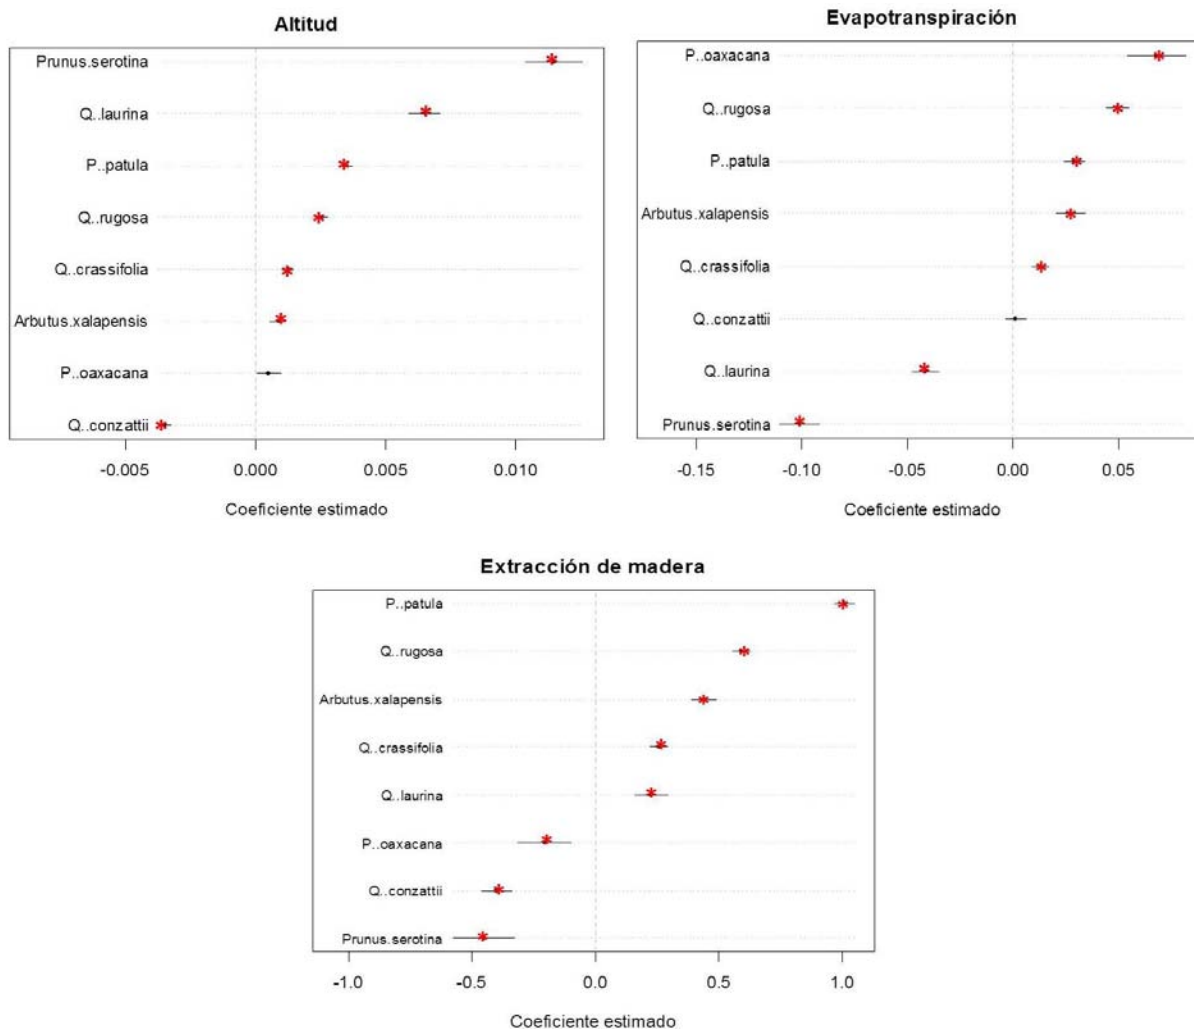 Altitud
Prunus.serotina
Q..laurina
P..patula
Q..rugosa
Q..crassifolia
Arbutus.xalapensis
P..oaxacana
Q..conzattii
-0.005 0.000 0.005 0.010
Coeficiente estimado
Evapotranspiración
P..oaxacana
Q..rugosa
P..patula
Arbutus.xalapensis
Q..crassifolia
Q..conzattii
Q..laurina
Prunus.serotina
-0.15 -0.10 -0.05 0.00 0.05
Coeficiente estimado
Extracción de madera
P..patula
Q..rugosa
Arbutus.xalapensis
Q..crassifolia
Q..laurina
P..oaxacana
Q..conzattii
Prunus.serotina
-1.0 -0.5 0.0 0.5 1.0
Coeficiente estimado